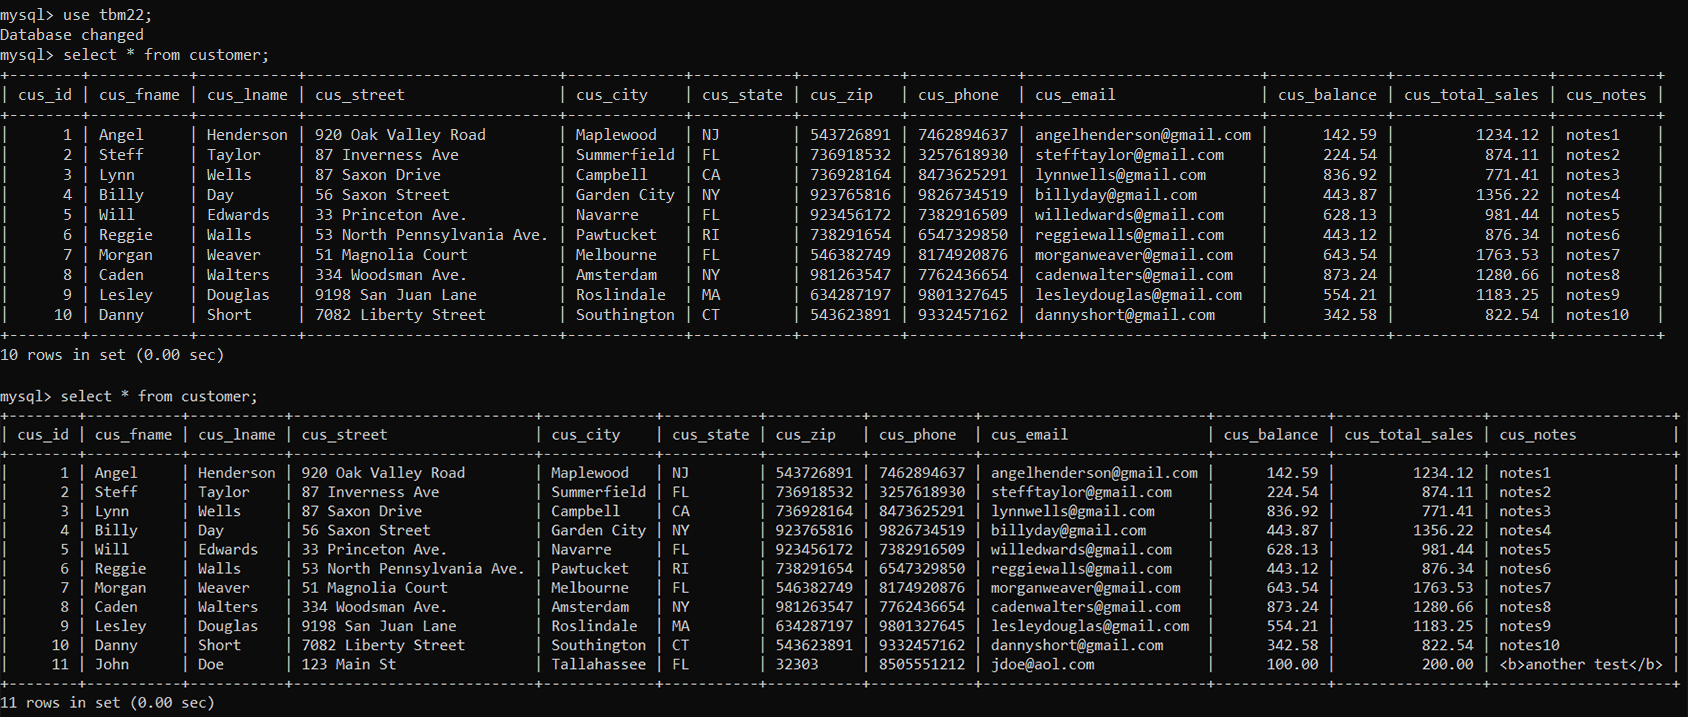 mysql> use tbm22;
Database changed
mysql> select * from customer;
+--------+-----------+-----------+----------------------------+-------------+-----------+-----------+------------+--------------------------+-------------+-----------------+-----------+
| cus_id | cus_fname | cus_lname | cus_street                 | cus_city    | cus_state | cus_zip   | cus_phone  | cus_email                | cus_balance | cus_total_sales | cus_notes |
+--------+-----------+-----------+----------------------------+-------------+-----------+-----------+------------+--------------------------+-------------+-----------------+-----------+
|      1 | Angel     | Henderson | 920 Oak Valley Road        | Maplewood   | NJ        | 543726891 | 7462894637 | angelhenderson@gmail.com |      142.59 |         1234.12 | notes1    |
|      2 | Steff     | Taylor    | 87 Inverness Ave           | Summerfield | FL        | 736918532 | 3257618930 | stefftaylor@gmail.com    |      224.54 |          874.11 | notes2    |
|      3 | Lynn      | Wells     | 87 Saxon Drive             | Campbell    | CA        | 736928164 | 8473625291 | lynnwells@gmail.com      |      836.92 |          771.41 | notes3    |
|      4 | Billy     | Day       | 56 Saxon Street            | Garden City | NY        | 923765816 | 9826734519 | billyday@gmail.com       |      443.87 |         1356.22 | notes4    |
|      5 | Will      | Edwards   | 33 Princeton Ave.          | Navarre     | FL        | 923456172 | 7382916509 | willedwards@gmail.com    |      628.13 |          981.44 | notes5    |
|      6 | Reggie    | Walls     | 53 North Pennsylvania Ave. | Pawtucket   | RI        | 738291654 | 6547329850 | reggiewalls@gmail.com    |      443.12 |          876.34 | notes6    |
|      7 | Morgan    | Weaver    | 51 Magnolia Court          | Melbourne   | FL        | 546382749 | 8174920876 | morganweaver@gmail.com   |      643.54 |         1763.53 | notes7    |
|      8 | Caden     | Walters   | 334 Woodsman Ave.          | Amsterdam   | NY        | 981263547 | 7762436654 | cadenwalters@gmail.com   |      873.24 |         1280.66 | notes8    |
|      9 | Lesley    | Douglas   | 9198 San Juan Lane         | Roslindale  | MA        | 634287197 | 9801327645 | lesleydouglas@gmail.com  |      554.21 |         1183.25 | notes9    |
|     10 | Danny     | Short     | 7082 Liberty Street        | Southington | CT        | 543623891 | 9332457162 | dannyshort@gmail.com     |      342.58 |          822.54 | notes10   |
+--------+-----------+-----------+----------------------------+-------------+-----------+-----------+------------+--------------------------+-------------+-----------------+-----------+
10 rows in set (0.00 sec)
mysql> select * from customer;
+--------+-----------+-----------+----------------------------+-------------+-----------+-----------+------------+--------------------------+-------------+-----------------+---------------------+
| cus_id | cus_fname | cus_lname | cus_street                 | cus_city    | cus_state | cus_zip   | cus_phone  | cus_email                | cus_balance | cus_total_sales | cus_notes           |
+--------+-----------+-----------+----------------------------+-------------+-----------+-----------+------------+--------------------------+-------------+-----------------+---------------------+
|      1 | Angel     | Henderson | 920 Oak Valley Road        | Maplewood   | NJ        | 543726891 | 7462894637 | angelhenderson@gmail.com |      142.59 |         1234.12 | notes1              |
|      2 | Steff     | Taylor    | 87 Inverness Ave           | Summerfield | FL        | 736918532 | 3257618930 | stefftaylor@gmail.com    |      224.54 |          874.11 | notes2              |
|      3 | Lynn      | Wells     | 87 Saxon Drive             | Campbell    | CA        | 736928164 | 8473625291 | lynnwells@gmail.com      |      836.92 |          771.41 | notes3              |
|      4 | Billy     | Day       | 56 Saxon Street            | Garden City | NY        | 923765816 | 9826734519 | billyday@gmail.com       |      443.87 |         1356.22 | notes4              |
|      5 | Will      | Edwards   | 33 Princeton Ave.          | Navarre     | FL        | 923456172 | 7382916509 | willedwards@gmail.com    |      628.13 |          981.44 | notes5              |
|      6 | Reggie    | Walls     | 53 North Pennsylvania Ave. | Pawtucket   | RI        | 738291654 | 6547329850 | reggiewalls@gmail.com    |      443.12 |          876.34 | notes6              |
|      7 | Morgan    | Weaver    | 51 Magnolia Court          | Melbourne   | FL        | 546382749 | 8174920876 | morganweaver@gmail.com   |      643.54 |         1763.53 | notes7              |
|      8 | Caden     | Walters   | 334 Woodsman Ave.          | Amsterdam   | NY        | 981263547 | 7762436654 | cadenwalters@gmail.com   |      873.24 |         1280.66 | notes8              |
|      9 | Lesley    | Douglas   | 9198 San Juan Lane         | Roslindale  | MA        | 634287197 | 9801327645 | lesleydouglas@gmail.com  |      554.21 |         1183.25 | notes9              |
|     10 | Danny     | Short     | 7082 Liberty Street        | Southington | CT        | 543623891 | 9332457162 | dannyshort@gmail.com     |      342.58 |          822.54 | notes10             |
|     11 | John      | Doe       | 123 Main St                | Tallahassee | FL        | 32303     | 8505551212 | jdoe@aol.com             |      100.00 |          200.00 | <b>another test</b> |
+--------+-----------+-----------+----------------------------+-------------+-----------+-----------+------------+--------------------------+-------------+-----------------+---------------------+
11 rows in set (0.00 sec)